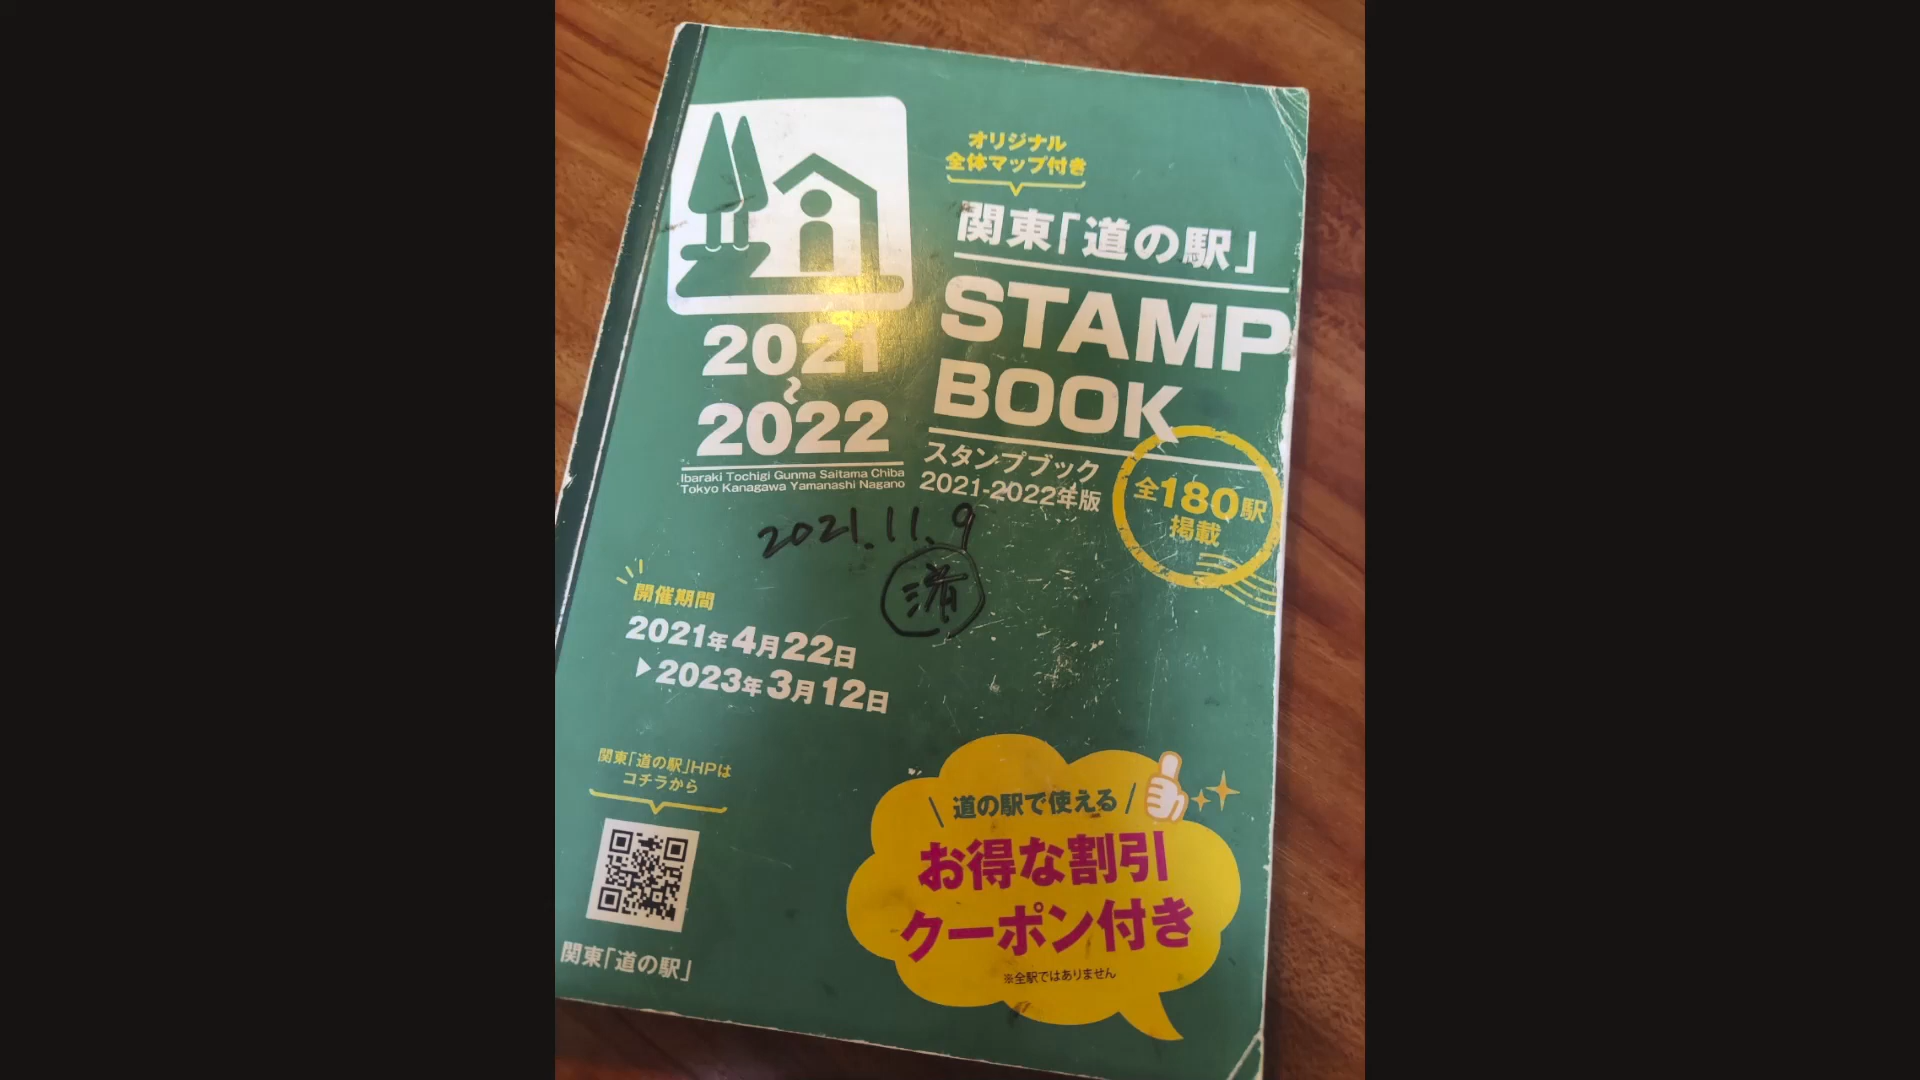 オリジナル
全体マップ付き
関東「道の駅」
STAMP
BOOK
スタンプブック
2021-2022年版
全180駅
掲載
2021
〜
2022
Ibaraki Tochigi Gunma Saitama Chiba
Tokyo Kanagawa Yamanashi Nagano
2021.11.9
済
開催期間
2021年4月22日
▶2023年3月12日
関東「道の駅」HPは
コチラから
関東「道の駅」
道の駅で使える
お得な割引
クーポン付き
※全駅ではありません